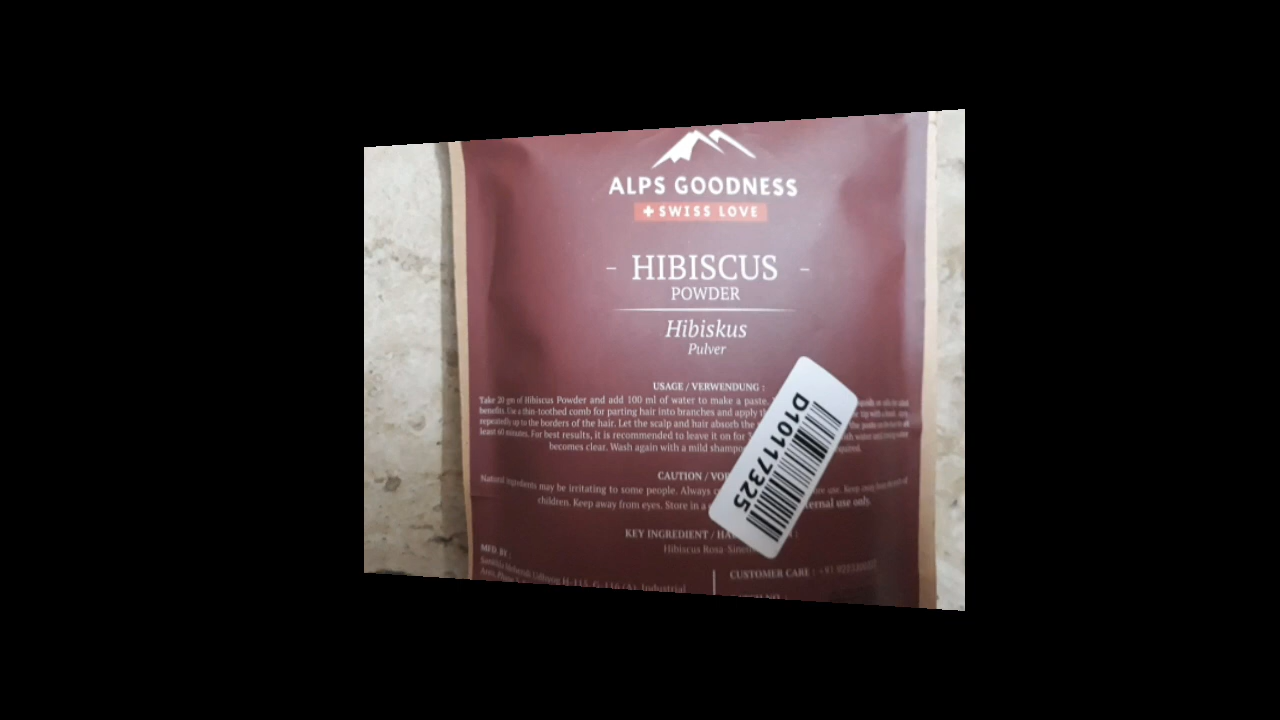 ALPS GOODNESS
+ SWISS LOVE
- HIBISCUS -
POWDER
Hibiskus
Pulver
USAGE / VERWENDUNG :
Take 20 gm of Hibiscus Powder and add 100 ml of water to make a paste.
benefits. Use a thin-toothed comb for parting hair into branches and apply
repeatedly up to the borders of the hair. Let the scalp and hair absorb the
least 60 minutes. For best results, it is recommended to leave it on for
becomes clear. Wash again with a mild
CAUTION /
Natural ingredients may be irritating to some people. Always
children. Keep away from eyes. Store in a use only.
KEY INGREDIENT /
Hibiscus Rosa
D10117325
MFD. BY :
Industrial
CUSTOMER CARE : +91